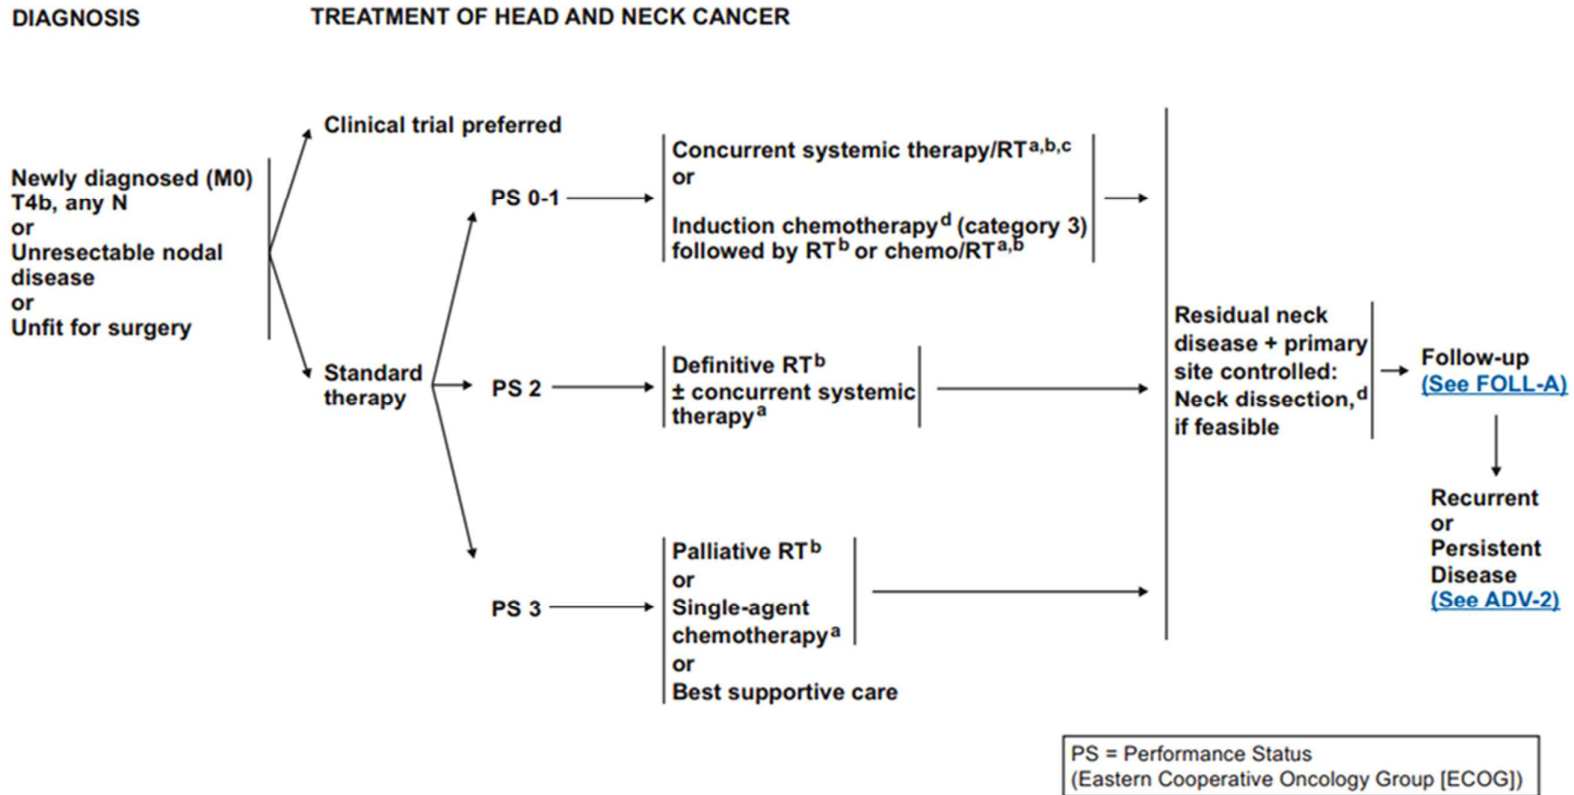 DIAGNOSIS
TREATMENT OF HEAD AND NECK CANCER
Newly diagnosed (M0)
T4b, any N
or
Unresectable nodal
disease
or
Unfit for surgery
Clinical trial preferred
Standard
therapy
PS 0-1
Concurrent systemic therapy/RTa,b,c
or
Induction chemotherapyd (category 3)
followed by RTb or chemo/RTa,b
PS 2
Definitive RTb
± concurrent systemic
therapya
PS 3
Palliative RTb
or
Single-agent
chemotherapya
or
Best supportive care
Residual neck
disease + primary
site controlled:
Neck dissection,d
if feasible
Follow-up
(See FOLL-A)
Recurrent
or
Persistent
Disease
(See ADV-2)
PS = Performance Status
(Eastern Cooperative Oncology Group [ECOG])